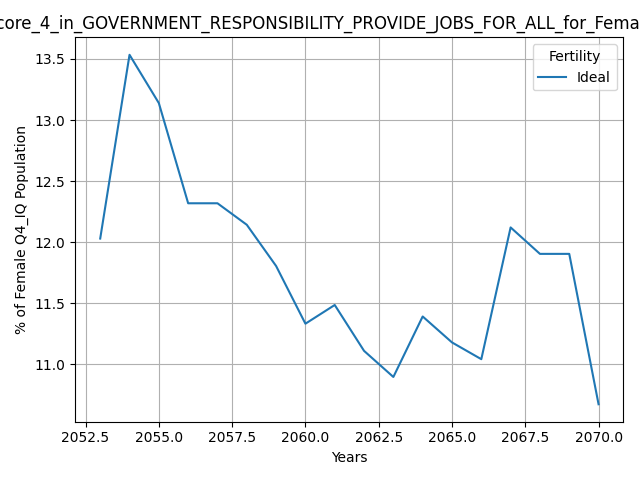 core_4_in_GOVERNMENT_RESPONSIBILITY_PROVIDE_JOBS_FOR_ALL_for_Fema
Fertility
Ideal
13.5
13.0
12.5
12.0
11.5
11.0
% of Female Q4_IQ Population
2052.5 2055.0 2057.5 2060.0 2062.5 2065.0 2067.5 2070.0
Years